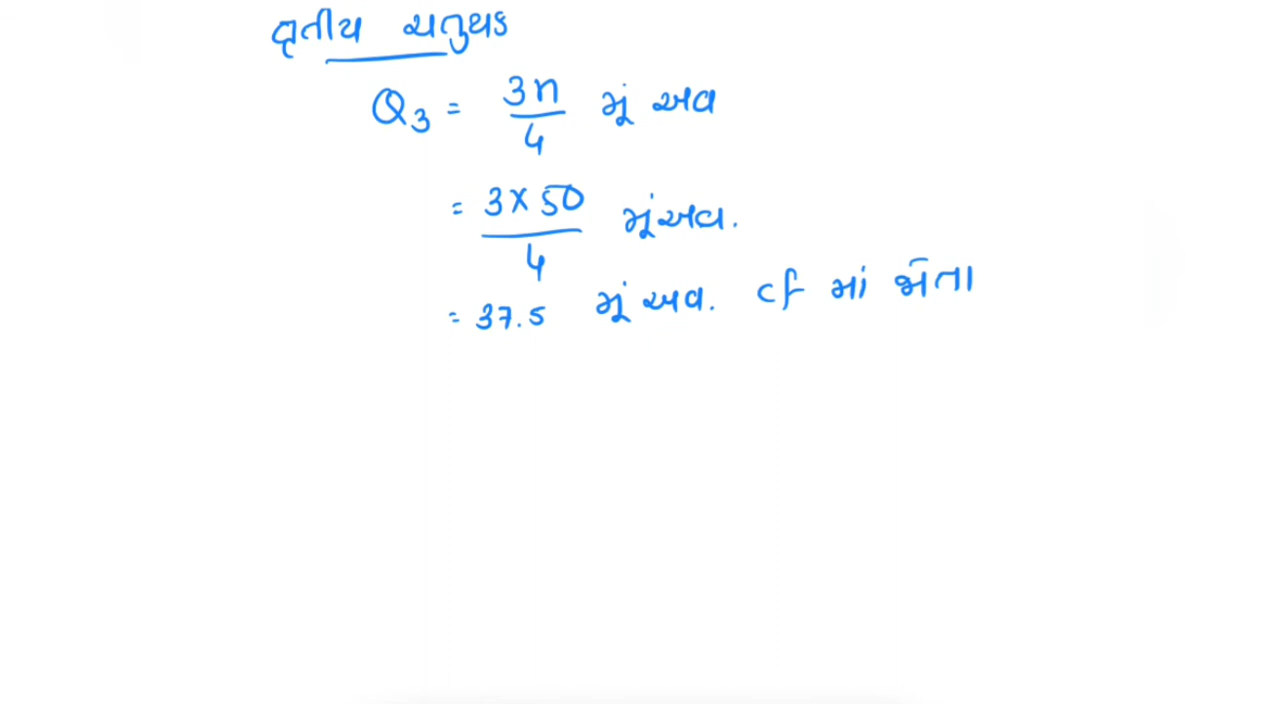 તૃતીય ચતુથક
Q₃ = 3n/4 મૂં અવ
= 3 × 50/4 મૂં અવ.
= 37.5 મૂં અવ. cf માં જોતા